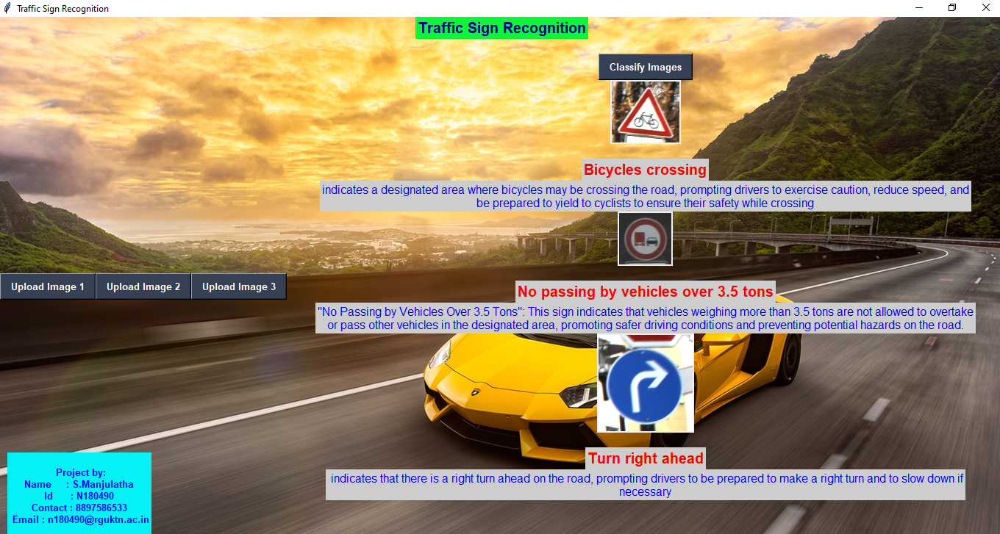 Traffic Sign Recognition
Traffic Sign Recognition
Classify Images
Bicycles crossing
indicates a designated area where bicycles may be crossing the road, prompting drivers to exercise caution, reduce speed, and
be prepared to yield to cyclists to ensure their safety while crossing
Upload Image 1
Upload Image 2
Upload Image 3
No passing by vehicles over 3.5 tons
"No Passing by Vehicles Over 3.5 Tons": This sign indicates that vehicles weighing more than 3.5 tons are not allowed to overtake
or pass other vehicles in the designated area, promoting safer driving conditions and preventing potential hazards on the road.
Turn right ahead
indicates that there is a right turn ahead on the road, prompting drivers to be prepared to make a right turn and to slow down if
necessary
Project by:
Name : S.Manjulatha
Id : N180490
Contact : 8897586533
Email : n180490@rguktn.ac.in